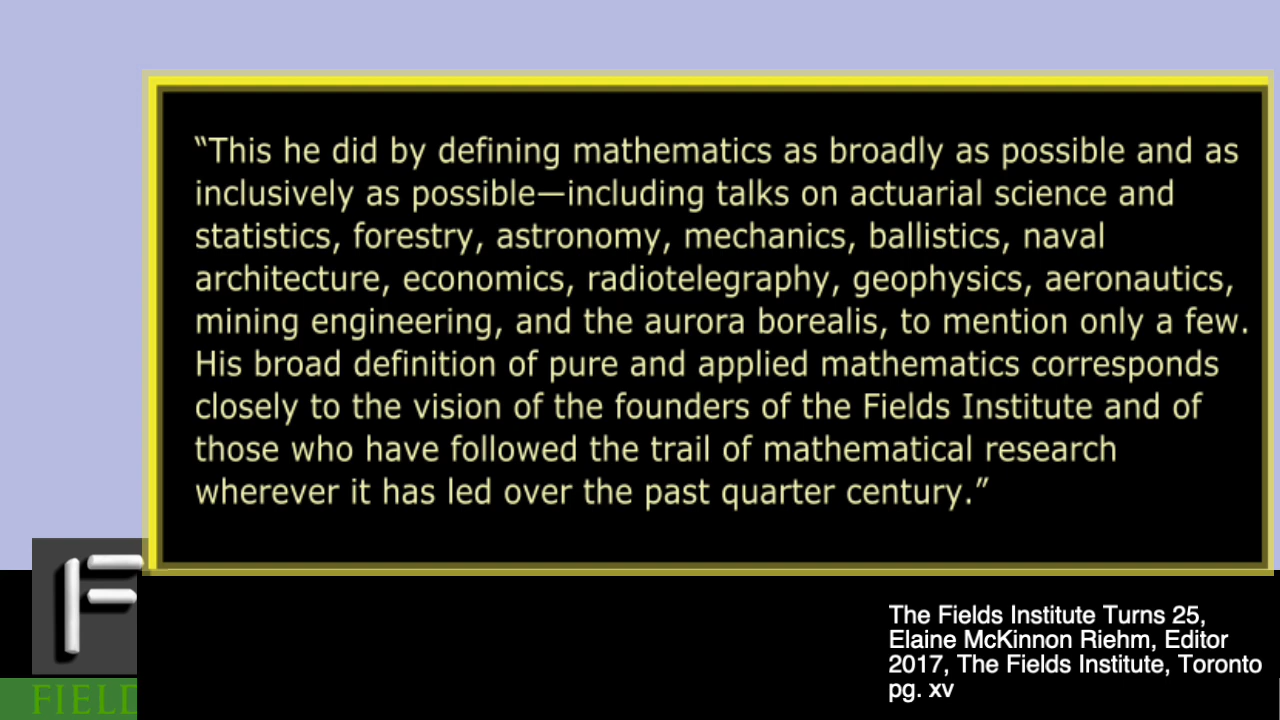 “This he did by defining mathematics as broadly as possible and as
inclusively as possible—including talks on actuarial science and
statistics, forestry, astronomy, mechanics, ballistics, naval
architecture, economics, radiotelegraphy, geophysics, aeronautics,
mining engineering, and the aurora borealis, to mention only a few.
His broad definition of pure and applied mathematics corresponds
closely to the vision of the founders of the Fields Institute and of
those who have followed the trail of mathematical research
wherever it has led over the past quarter century.”
F
FIELD
The Fields Institute Turns 25,
Elaine McKinnon Riehm, Editor
2017, The Fields Institute, Toronto
pg. xv